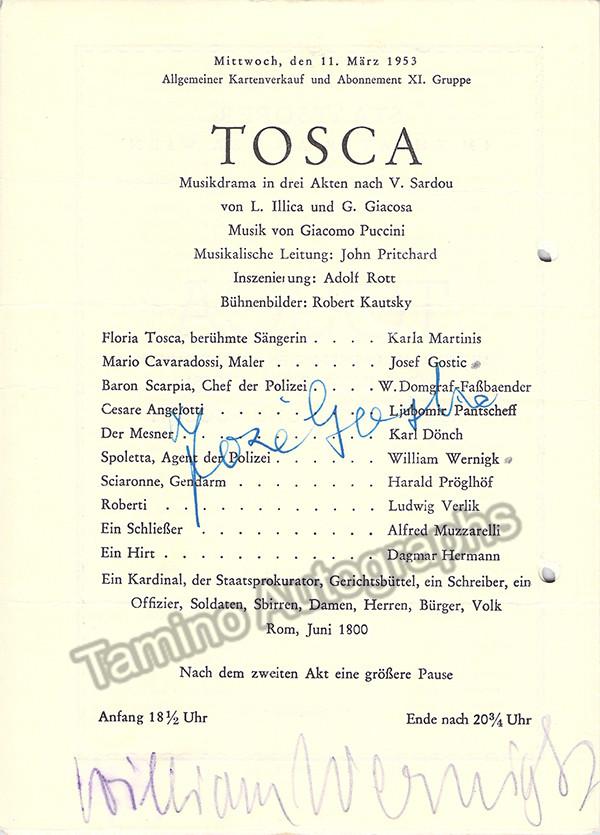 Mittwoch, den 11. März 1953
Allgemeiner Kartenverkauf und Abonnement XI. Gruppe
TOSCA
Musikdrama in drei Akten nach V. Sardou
von L. Illica und G. Giacosa
Musik von Giacomo Puccini
Musikalische Leitung: John Pritchard
Inszenierung: Adolf Rott
Bühnenbilder: Robert Kautsky
Floria Tosca, berühmte Sängerin . . . . Karla Martinis
Mario Cavaradossi, Maler . . . . . . Josef Gostic
Baron Scarpia, Chef der Polizei . . . . W. Domgraf-Faßbaender
Cesare Angelotti . . . . . . . . . Ljubomir Pantscheff
Der Mesner . . . . . . . . . . Karl Dönch
Spoletta, Agent der Polizei . . . . . . William Wernigk
Sciaronne, Gendarm . . . . . . . . Harald Pröglhöf
Roberti . . . . . . . . . . . . Ludwig Verlik
Ein Schließer . . . . . . . . . . Alfred Muzzarelli
Ein Hirt . . . . . . . . . . . . Dagmar Hermann
Josè Gostic
Ein Kardinal, der Staatsprokurator, Gerichtsbüttel, ein Schreiber, ein
Offizier, Soldaten, Sbirren, Damen, Herren, Bürger, Volk
Rom, Juni 1800
Tamino Autographs
Nach dem zweiten Akt eine größere Pause
Anfang 18½ Uhr Ende nach 20¾ Uhr
William Wernigk